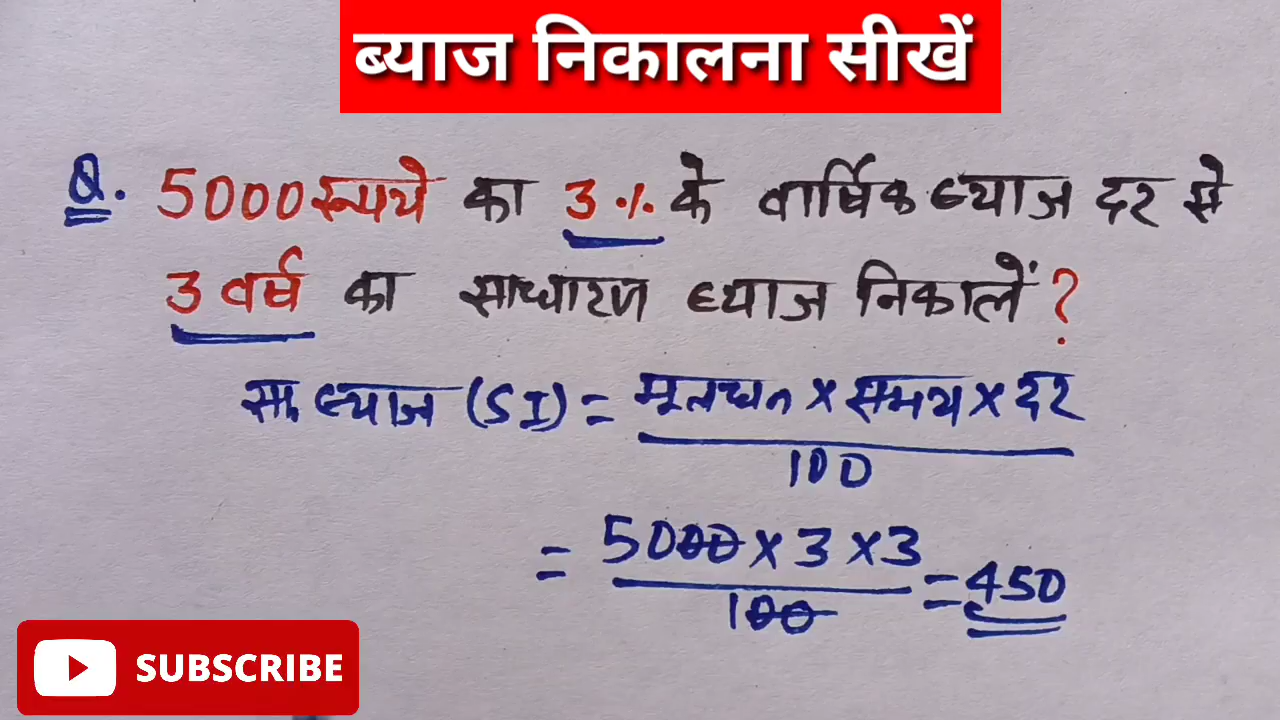 ब्याज निकालना सीखें
Q. 5000 रूपये का 3% के वार्षिक ब्याज दर से
3 वर्ष का साधारण ब्याज निकालें?
सा ब्याज (SI) = मूलधन × समय × दर
100
= 5000 × 3 × 3
100
= 450
SUBSCRIBE